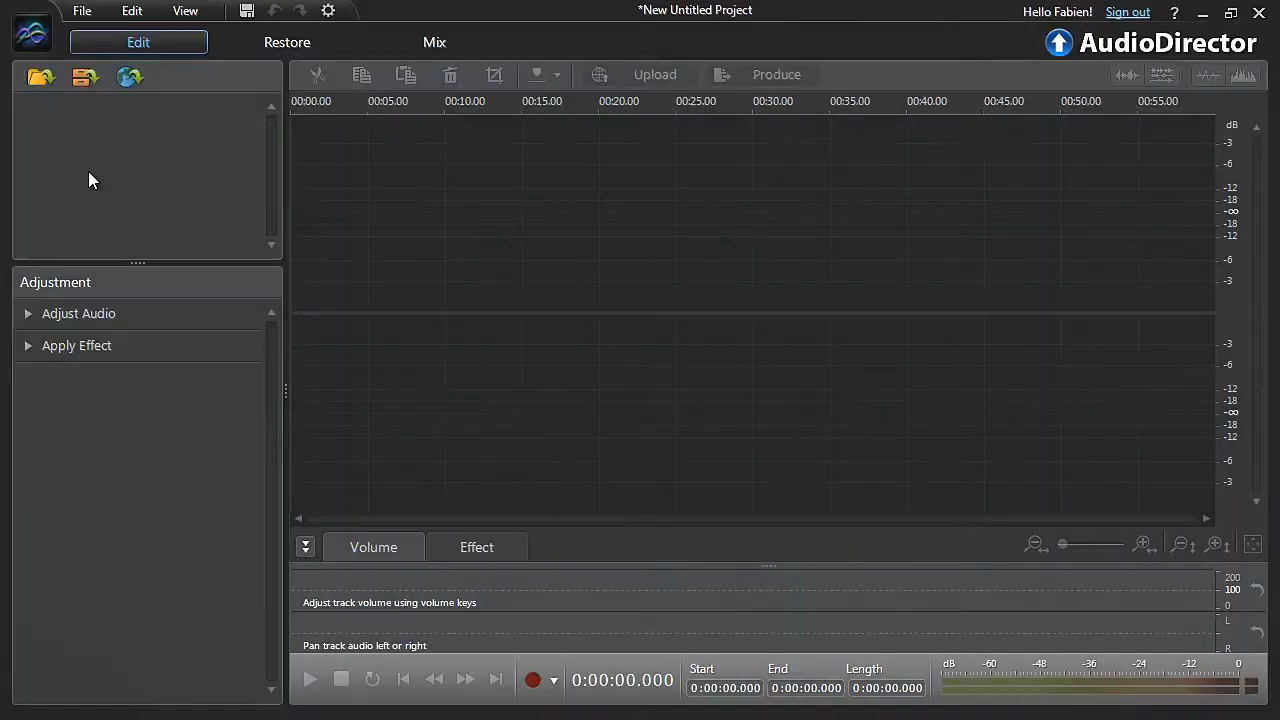 File Edit View *New Untitled Project Hello Fabien! Sign out ?
Edit Restore Mix AudioDirector
Upload Produce
00:00.00 00:05.00 00:10.00 00:15.00 00:20.00 00:25.00 00:30.00 00:35.00 00:40.00 00:45.00 00:50.00 00:55.00
dB
-3
-6
-12
-18
-∞
-18
-12
-6
-3
Adjustment
Adjust Audio
Apply Effect
-3
-6
-12
-18
-∞
-18
-12
-6
-3
Volume Effect
200
100
Adjust track volume using volume keys 0
L
Pan track audio left or right R
0:00:00.000
Start End Length
0:00:00.000 0:00:00.000 0:00:00.000
dB -60 -48 -36 -24 -12 0